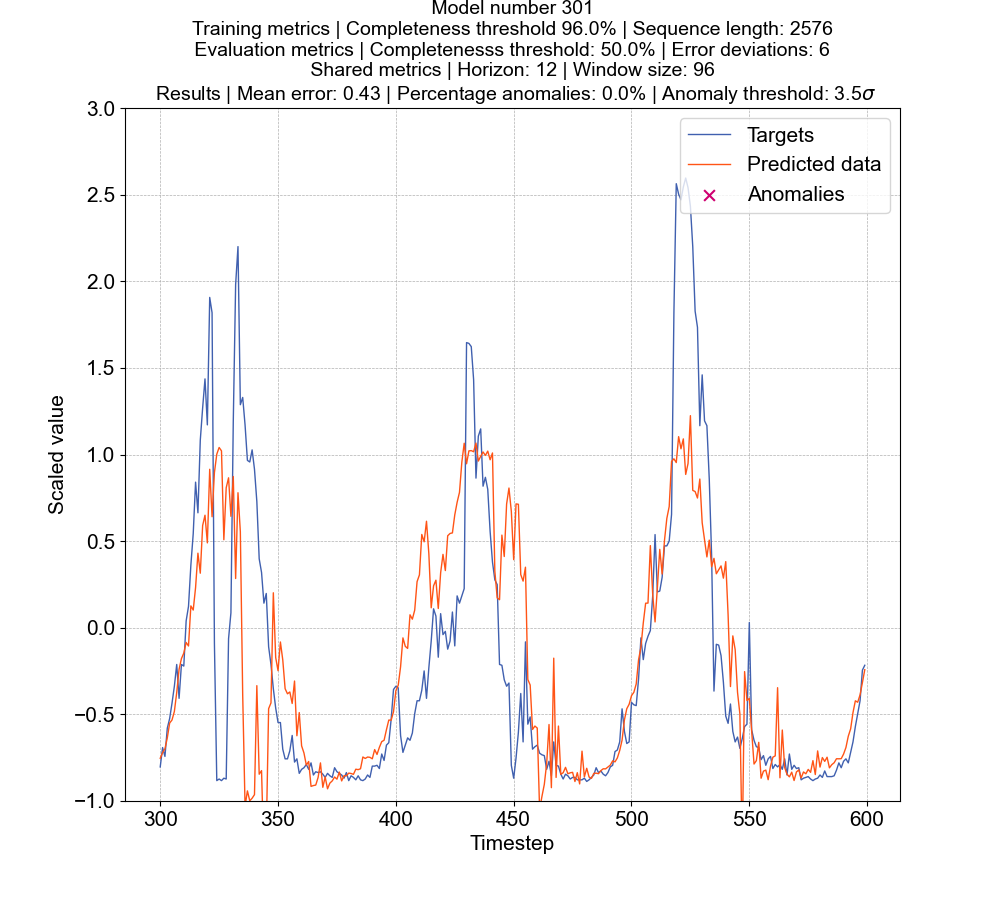 Model number 301
Training metrics | Completeness threshold 96.0% | Sequence length: 2576
Evaluation metrics | Completenesss threshold: 50.0% | Error deviations: 6
Shared metrics | Horizon: 12 | Window size: 96
Results | Mean error: 0.43 | Percentage anomalies: 0.0% | Anomaly threshold: 3.5σ
Targets
Predicted data
Anomalies
Scaled value
3.0
2.5
2.0
1.5
1.0
0.5
0.0
−0.5
−1.0
300 350 400 450 500 550 600
Timestep